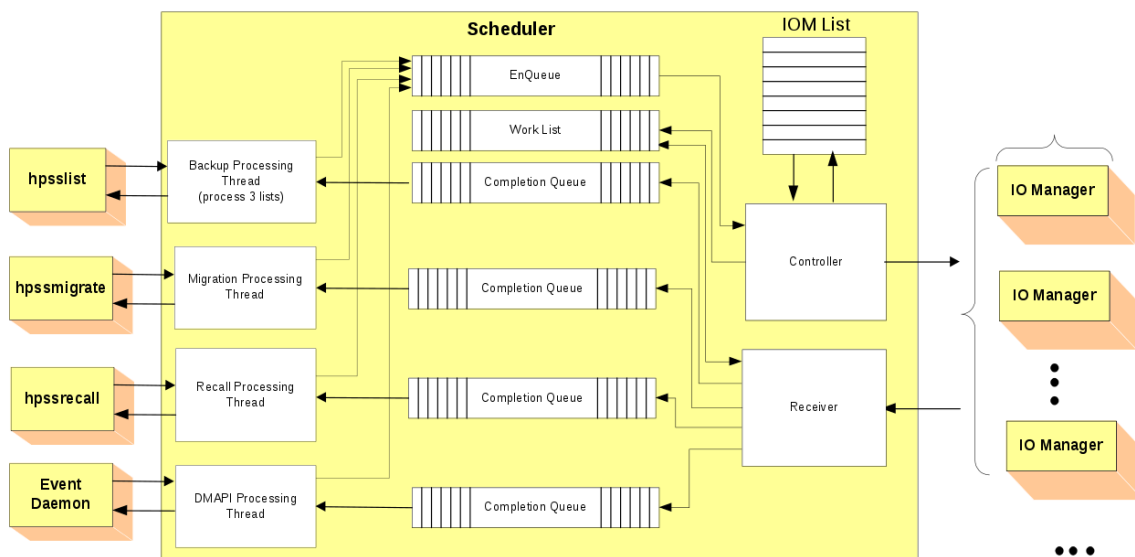 Scheduler
IOM List
EnQueue
Work List
Completion Queue
hpsslist
Backup Processing
Thread
(process 3 lists)
IO Manager
Controller
hpssmigrate
Migration Processing
Thread
Completion Queue
IO Manager
hpssrecall
Recall Processing
Thread
Completion Queue
Receiver
IO Manager
Event
Daemon
DMAPI Processing
Thread
Completion Queue